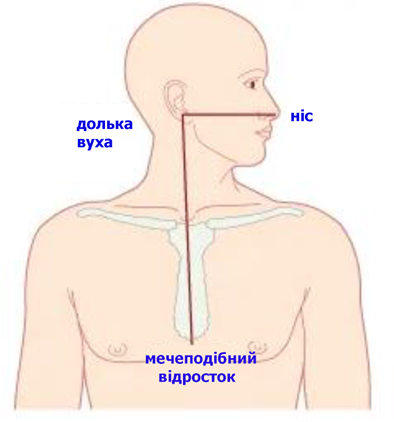 долька
вуха
ніс
мечеподібний
відросток